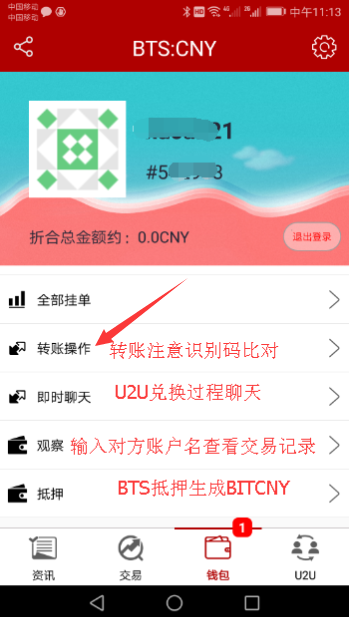 中国移动
中国移动
HD
4G
2G
中午11:13
BTS:CNY
折合总金额约：0.0CNY
退出登录
全部挂单
转账操作
转账注意识别码比对
即时聊天
U2U兑换过程聊天
观察
输入对方账户名查看交易记录
抵押
BTS抵押生成BITCNY
1
资讯
交易
钱包
U2U